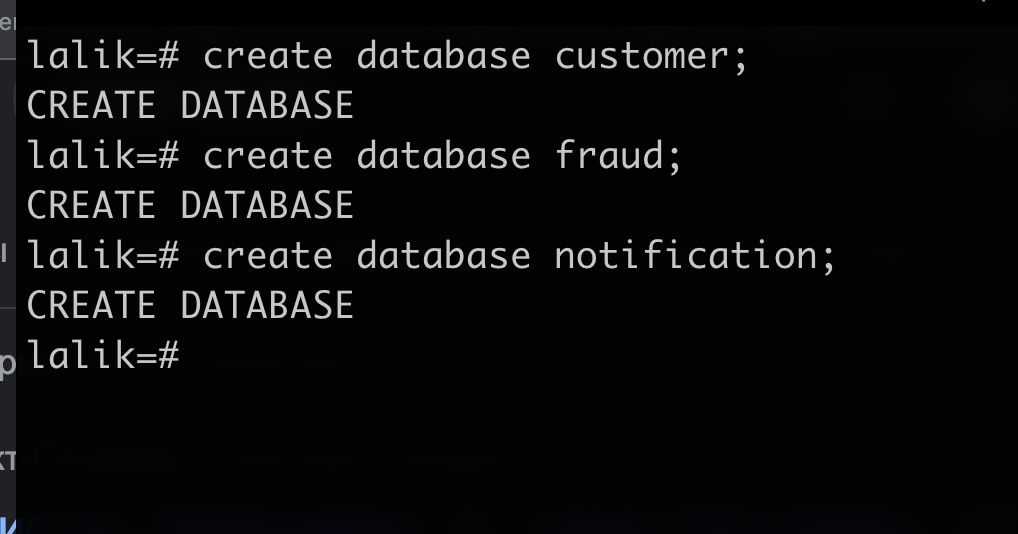 lalik=# create database customer;
CREATE DATABASE
lalik=# create database fraud;
CREATE DATABASE
lalik=# create database notification;
CREATE DATABASE
lalik=#